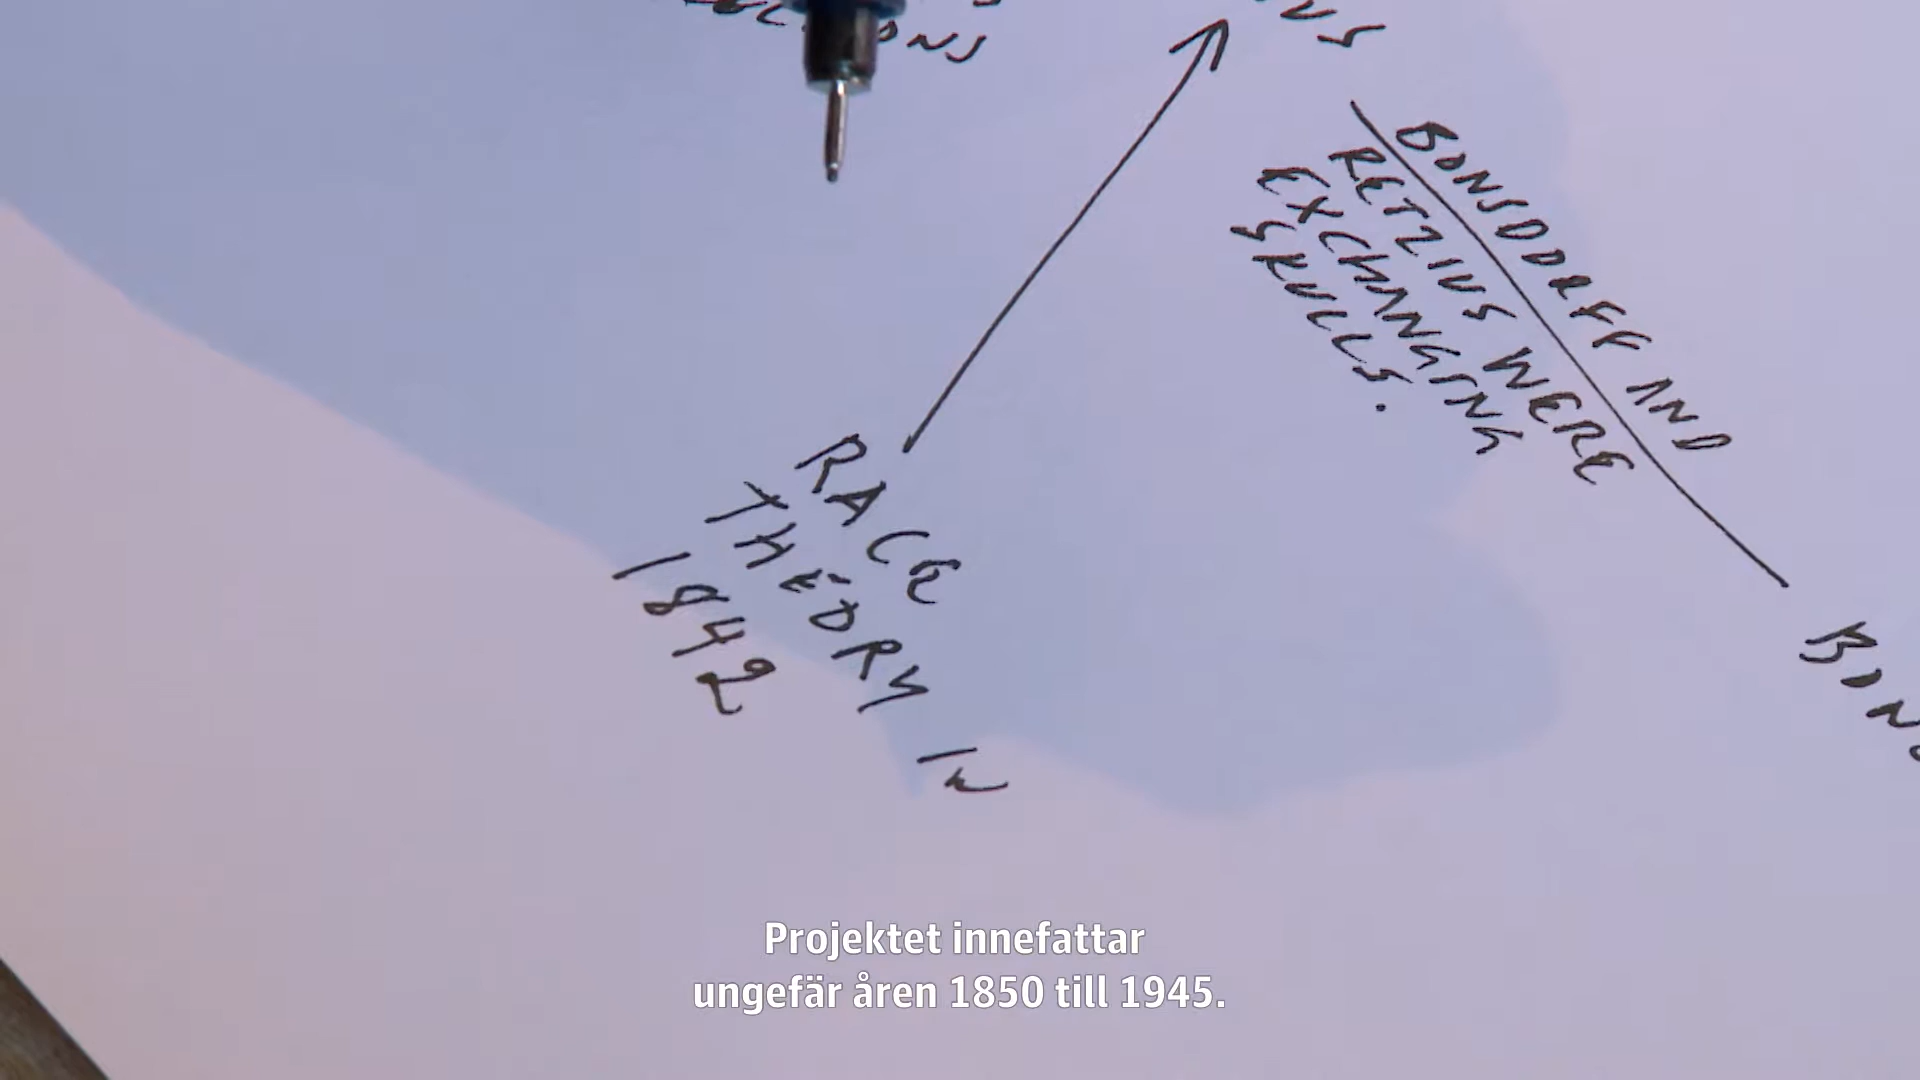 BONSDORFF AND
RETZIUS WERE
EXCHANGING
SKULLS.
RACE
THEORY IN
1842
Projektet innefattar
ungefär åren 1850 till 1945.